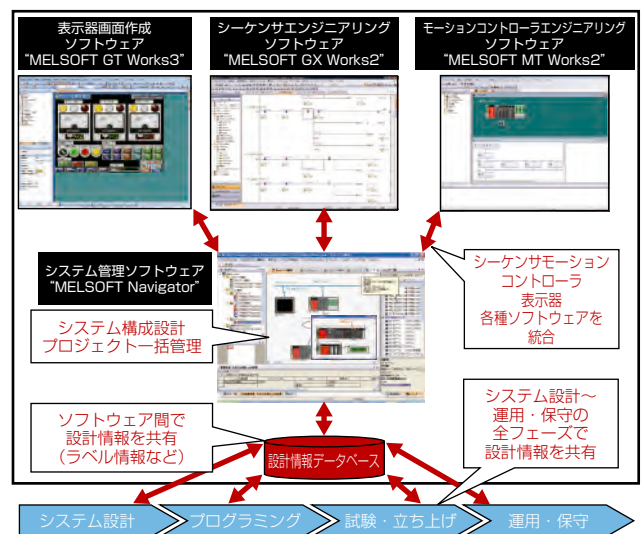 表示器画面作成
ソフトウェア
“MELSOFT GT Works3”
シーケンサエンジニアリング
ソフトウェア
“MELSOFT GX Works2”
モーションコントローラエンジニアリング
ソフトウェア
“MELSOFT MT Works2”
システム管理ソフトウェア
“MELSOFT Navigator”
シーケンサモーション
コントローラ
表示器
各種ソフトウェアを
統合
システム構成設計
プロジェクト一括管理
ソフトウェア間で
設計情報を共有
（ラベル情報など）
システム設計～
運用・保守の
全フェーズで
設計情報を共有
設計情報データベース
システム設計
プログラミング
試験・立ち上げ
運用・保守